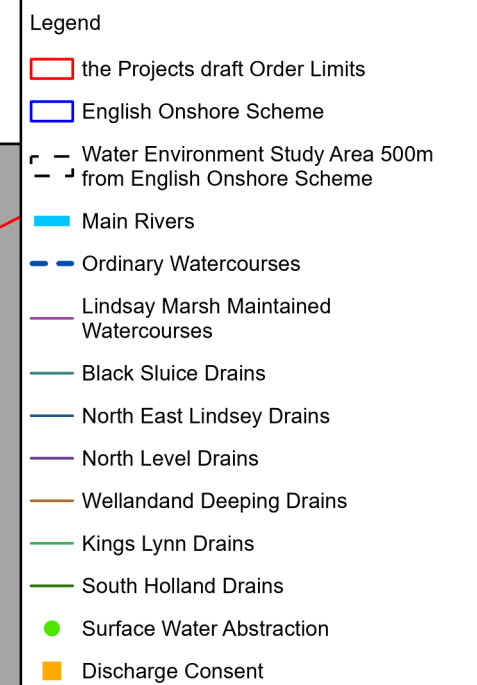 Legend
the Projects draft Order Limits
English Onshore Scheme
Water Environment Study Area 500m
from English Onshore Scheme
Main Rivers
Ordinary Watercourses
Lindsay Marsh Maintained
Watercourses
Black Sluice Drains
North East Lindsey Drains
North Level Drains
Wellandand Deeping Drains
Kings Lynn Drains
South Holland Drains
Surface Water Abstraction
Discharge Consent